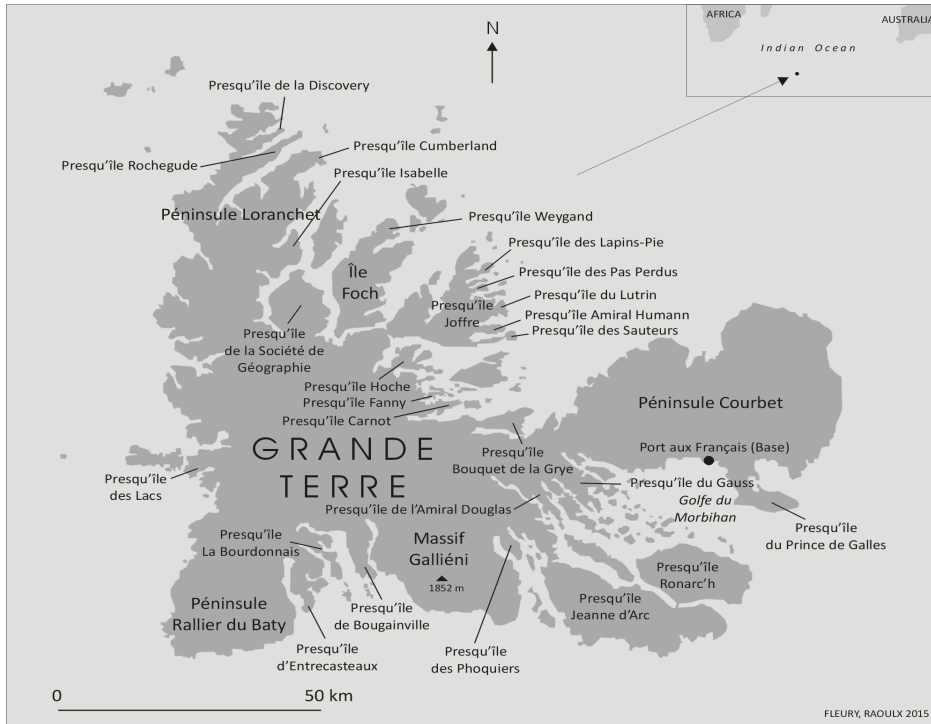 AFRICA
AUSTRALIA
Indian Ocean
N
Presqu’île de la Discovery
Presqu’île Cumberland
Presqu’île Rochegude
Presqu’île Isabelle
Péninsule Loranchet
Presqu’île Weygand
Presqu’île des Lapins-Pie
Île
Foch
Presqu’île des Pas Perdus
Presqu’île du Lutrin
Presqu’île
Joffre
Presqu’île Amiral Humann
Presqu’île des Sauteurs
Presqu’île
de la Société de
Géographie
Presqu’île Hoche
Presqu’île Fanny
Presqu’île Carnot
Péninsule Courbet
GRANDE
TERRE
Port aux Français (Base)
Presqu’île
Bouquet de la Grye
Presqu’île
des Lacs
Presqu’île du Gauss
Golfe du
Morbihan
Presqu’île de l’Amiral Douglas
Presqu’île
du Prince de Galles
Presqu’île
La Bourdonnais
Massif
Galliéni
1852 m
Presqu’île
Ronarc’h
Péninsule
Rallier du Baty
Presqu’île
de Bougainville
Presqu’île
Jeanne d’Arc
Presqu’île
d’Entrecasteaux
Presqu’île
des Phoquiers
0
50 km
FLEURY, RAOULX 2015